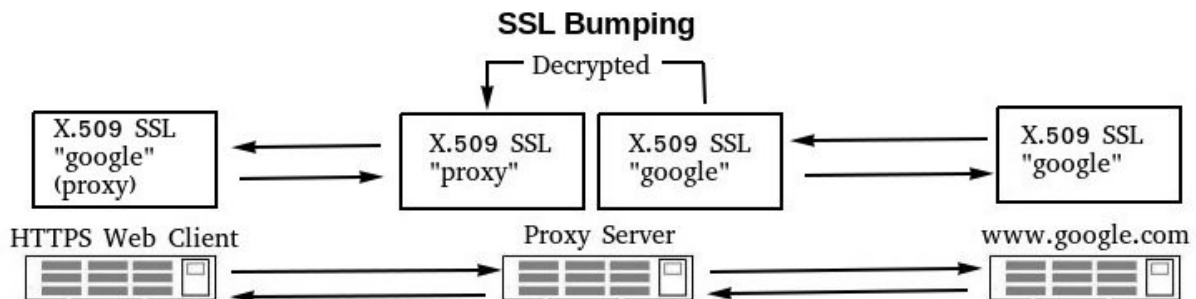 SSL Bumping
Decrypted
X.509 SSL
"google"
(proxy)
X.509 SSL
"proxy"
X.509 SSL
"google"
X.509 SSL
"google"
HTTPS Web Client
Proxy Server
www.google.com